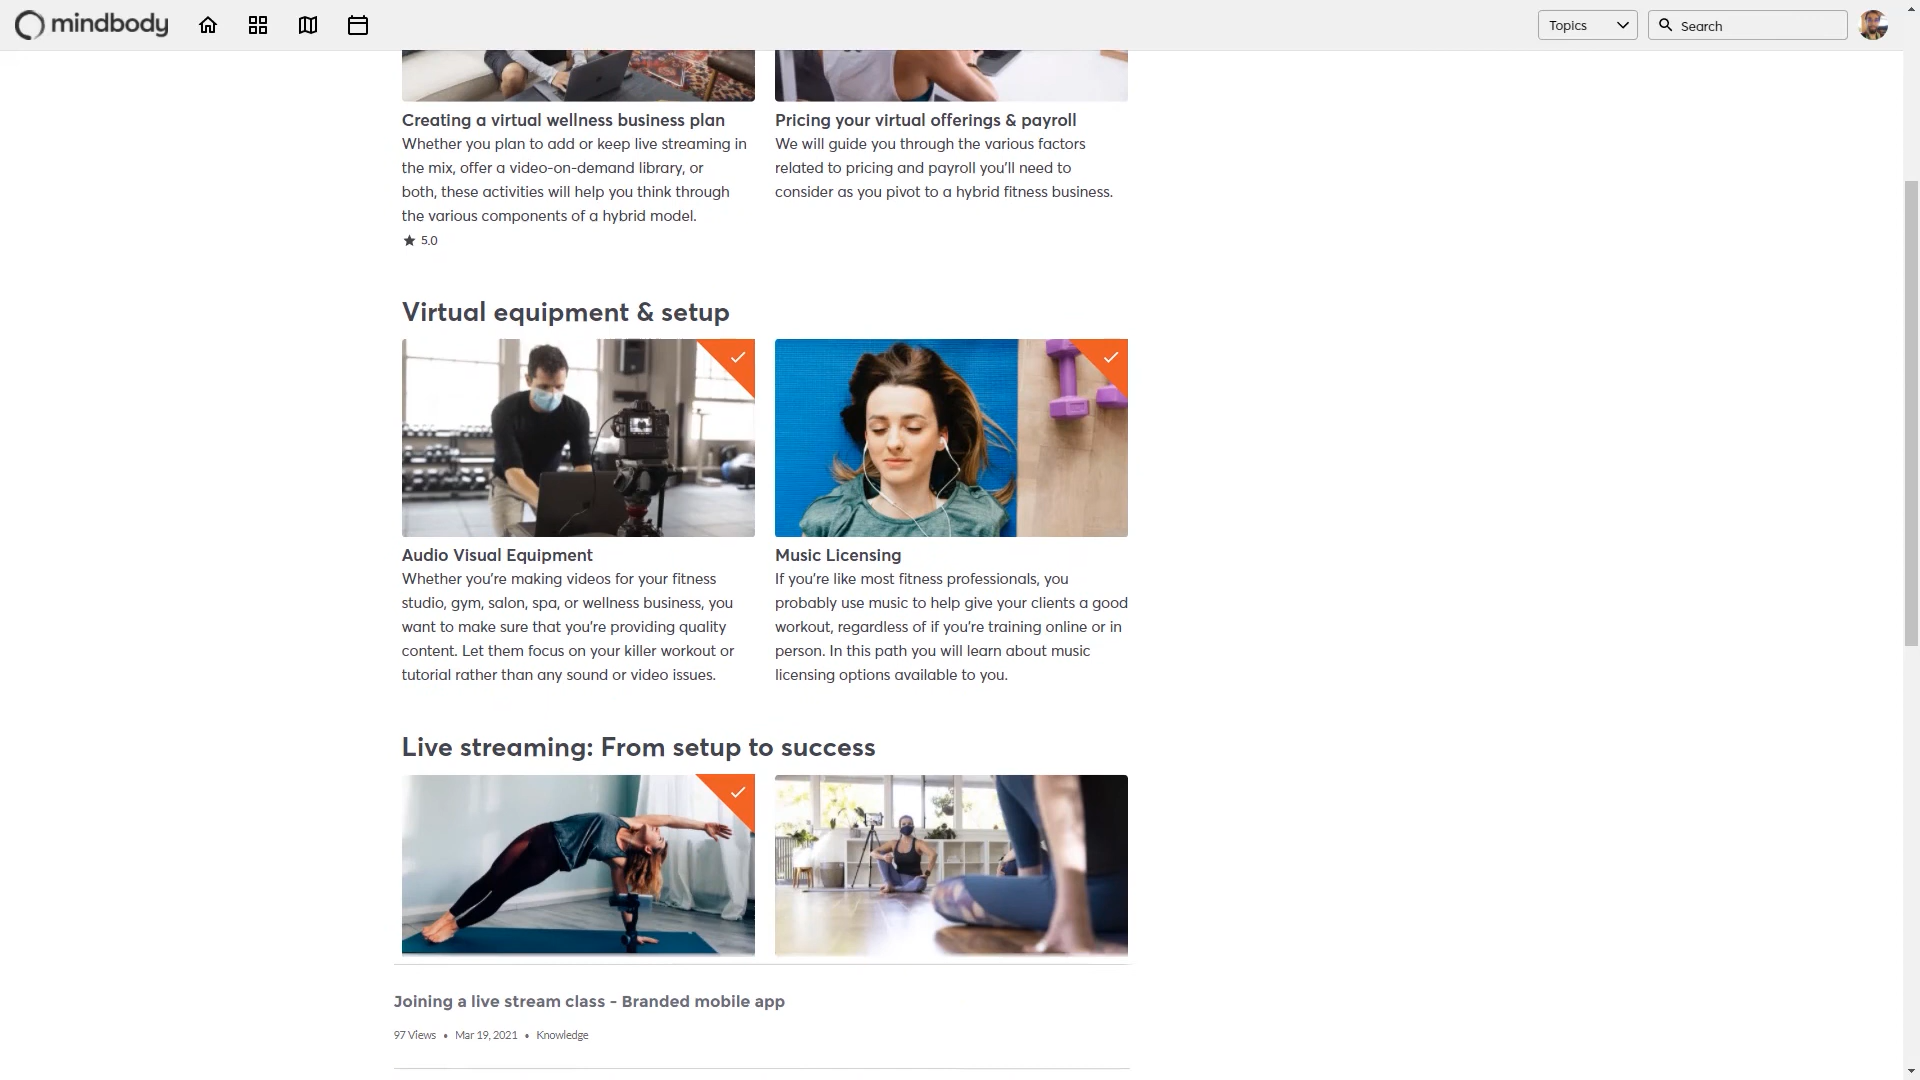 mindbody
Topics
Search
Creating a virtual wellness business plan
Whether you plan to add or keep live streaming in
the mix, offer a video-on-demand library, or
both, these activities will help you think through
the various components of a hybrid model.
5.0
Pricing your virtual offerings & payroll
We will guide you through the various factors
related to pricing and payroll you'll need to
consider as you pivot to a hybrid fitness business.
Virtual equipment & setup
Audio Visual Equipment
Whether you're making videos for your fitness
studio, gym, salon, spa, or wellness business, you
want to make sure that you're providing quality
content. Let them focus on your killer workout or
tutorial rather than any sound or video issues.
Music Licensing
If you're like most fitness professionals, you
probably use music to help give your clients a good
workout, regardless of if you're training online or in
person. In this path you will learn about music
licensing options available to you.
Live streaming: From setup to success
Joining a live stream class - Branded mobile app
97 Views • Mar 19, 2021 • Knowledge